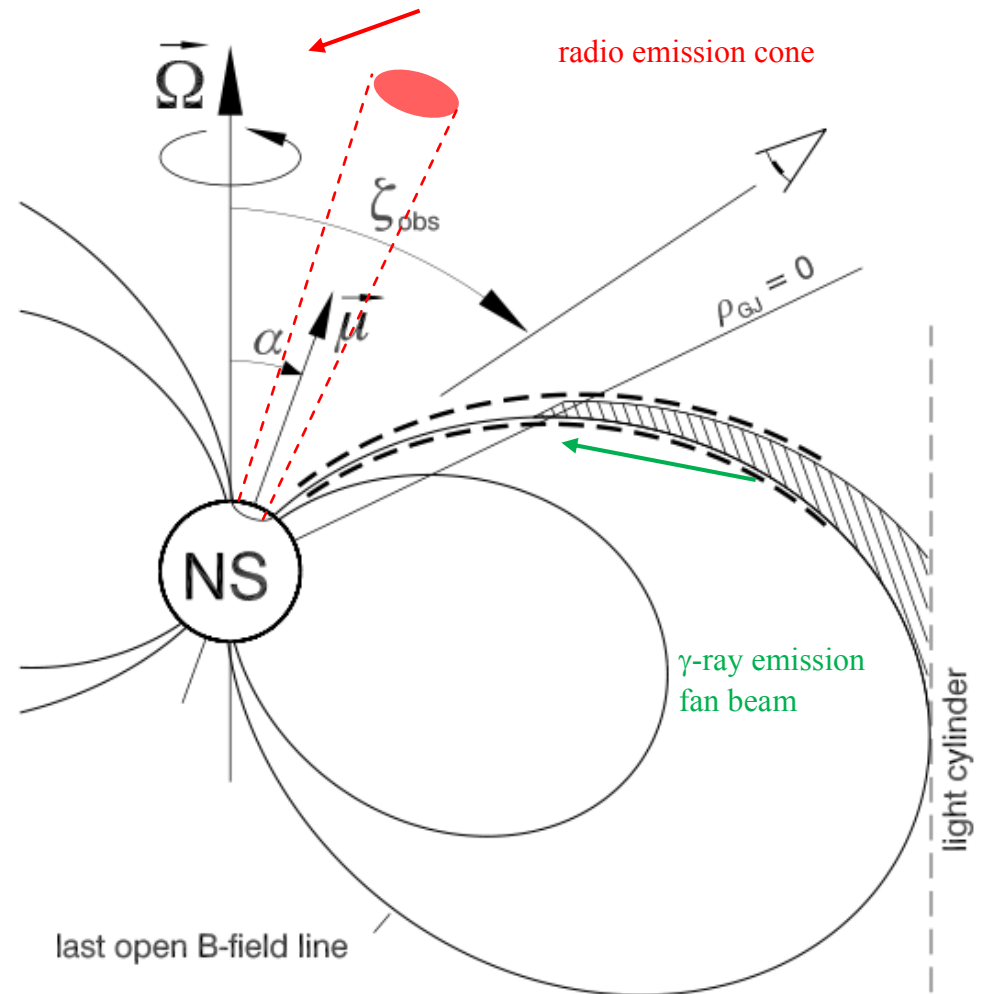 radio emission cone
Ω
ζobs
ρGJ = 0
α
μ
NS
γ-ray emission
fan beam
light cylinder
last open B-field line